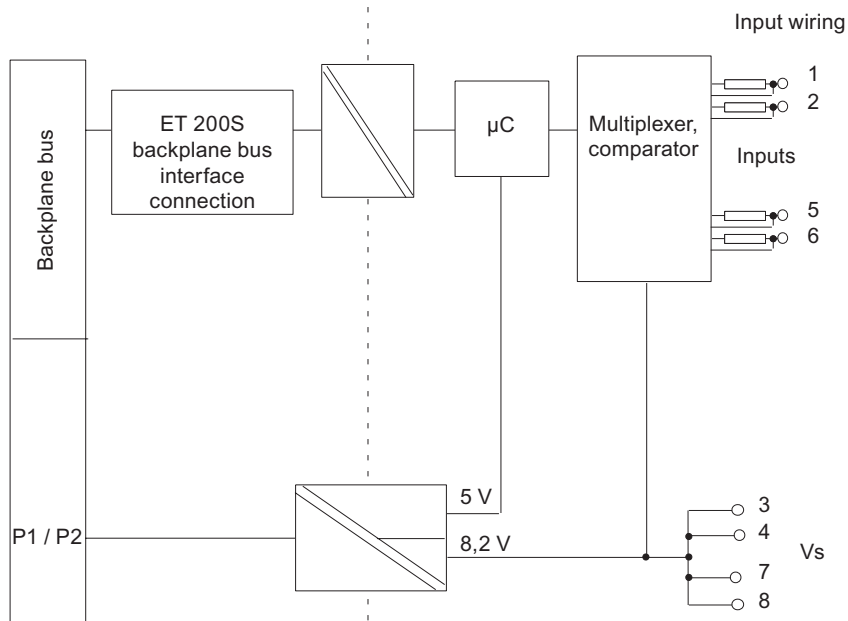 Input wiring
1
2
Backplane bus
ET 200S
backplane bus
interface
connection
µC
Multiplexer,
comparator
Inputs
5
6
5 V
3
4
P1 / P2
8,2 V
Vs
7
8